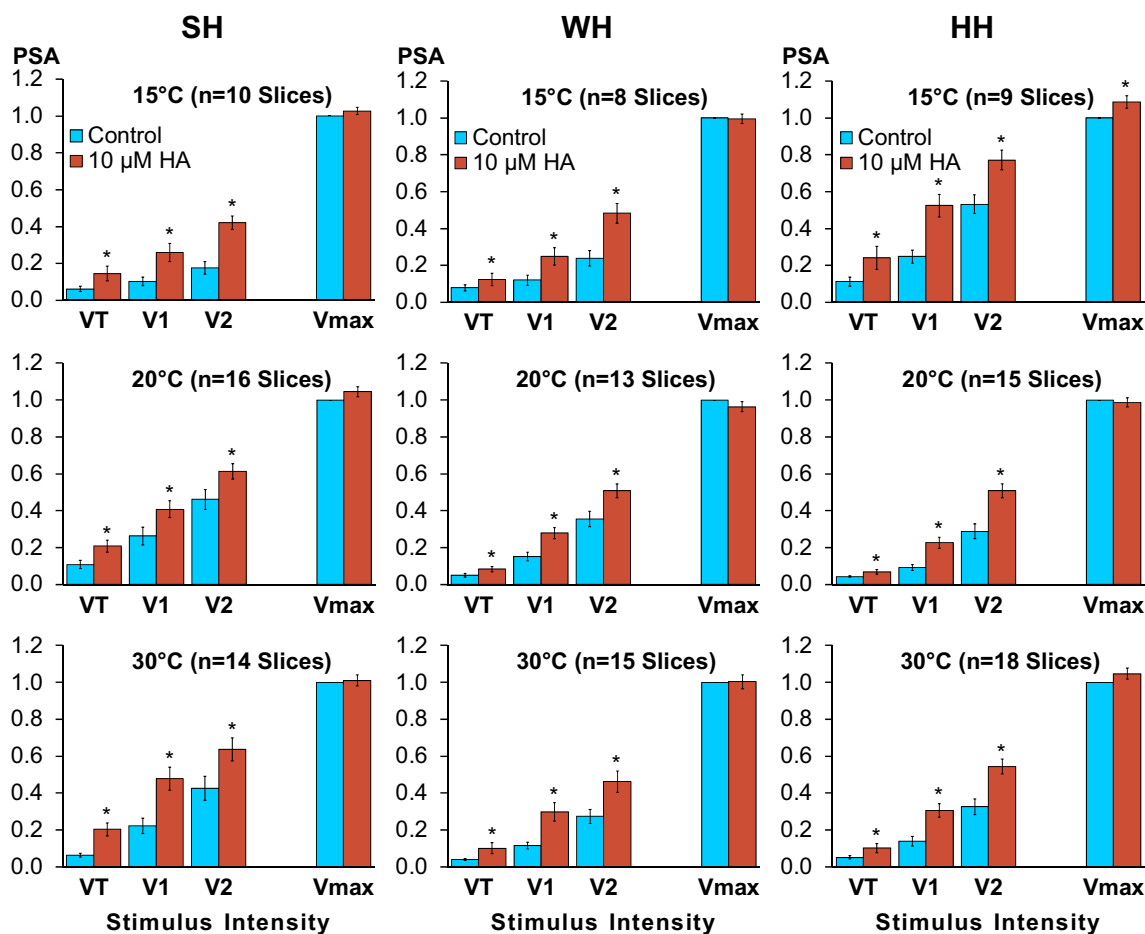 SH WH HH
PSA PSA PSA
15°C (n=10 Slices)
Control
10 µM HA
1.2
1.0
0.8
0.6
0.4
0.2
0.0
* * *
VT V1 V2 Vmax
15°C (n=8 Slices)
Control
10 µM HA
1.2
1.0
0.8
0.6
0.4
0.2
0.0
* * *
VT V1 V2 Vmax
15°C (n=9 Slices)
Control
10 µM HA
1.2
1.0
0.8
0.6
0.4
0.2
0.0
* * * *
VT V1 V2 Vmax
20°C (n=16 Slices)
1.2
1.0
0.8
0.6
0.4
0.2
0.0
* * *
VT V1 V2 Vmax
20°C (n=13 Slices)
1.2
1.0
0.8
0.6
0.4
0.2
0.0
* * *
VT V1 V2 Vmax
20°C (n=15 Slices)
1.2
1.0
0.8
0.6
0.4
0.2
0.0
* * *
VT V1 V2 Vmax
30°C (n=14 Slices)
1.2
1.0
0.8
0.6
0.4
0.2
0.0
* * *
VT V1 V2 Vmax
Stimulus Intensity
30°C (n=15 Slices)
1.2
1.0
0.8
0.6
0.4
0.2
0.0
* * *
VT V1 V2 Vmax
Stimulus Intensity
30°C (n=18 Slices)
1.2
1.0
0.8
0.6
0.4
0.2
0.0
* * *
VT V1 V2 Vmax
Stimulus Intensity